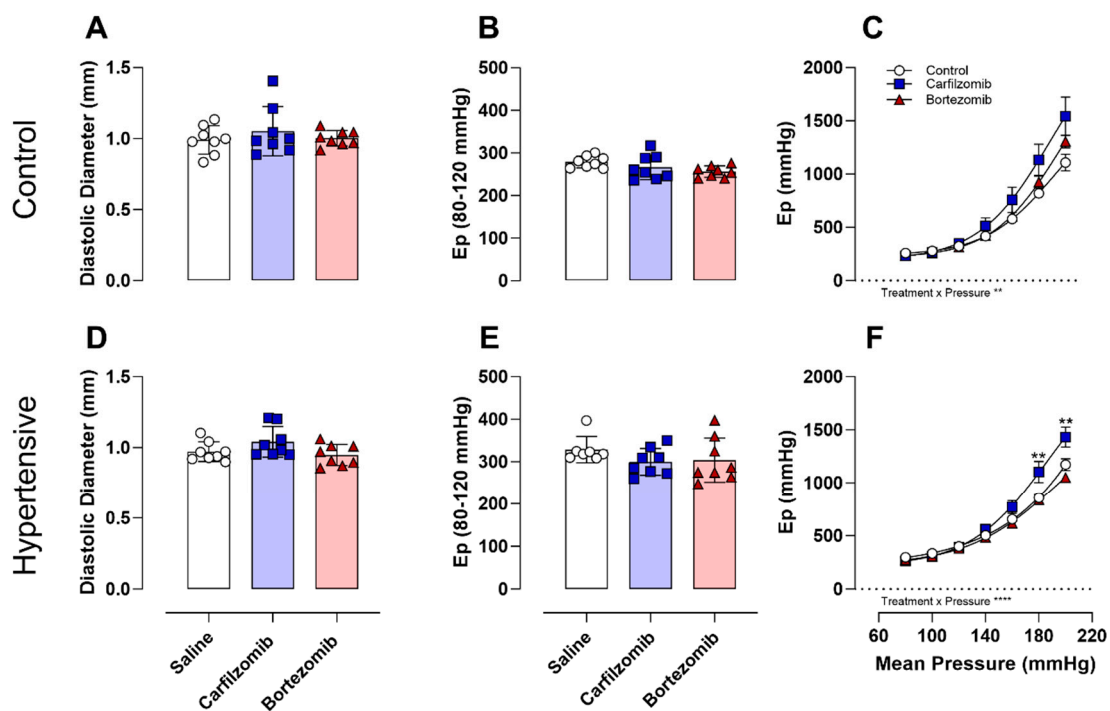 A
B
C
Control
Diastolic Diameter (mm)
1.5
1.0
0.5
0.0
Ep (80-120 mmHg)
500
400
300
200
100
0
Ep (mmHg)
2000
1500
1000
500
0
Control
Carfilzomib
Bortezomib
Treatment x Pressure **
D
E
F
Hypertensive
Diastolic Diameter (mm)
1.5
1.0
0.5
0.0
Saline
Carfilzomib
Bortezomib
Ep (80-120 mmHg)
500
400
300
200
100
0
Saline
Carfilzomib
Bortezomib
Ep (mmHg)
2000
1500
1000
500
0
**
**
Treatment x Pressure ****
60 100 140 180 220
Mean Pressure (mmHg)